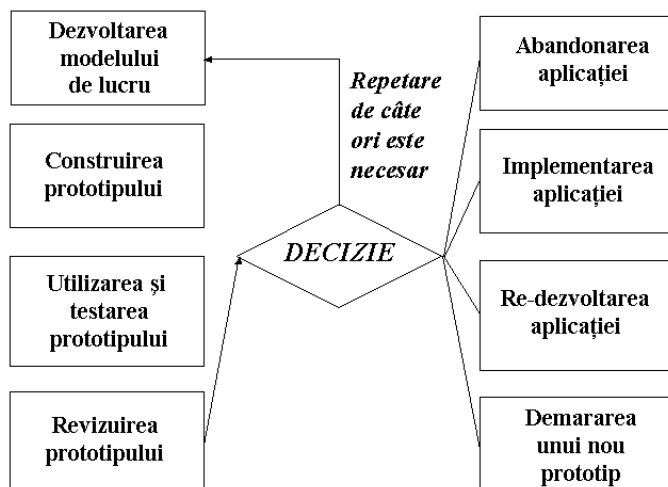 Dezvoltarea
modelului
de lucru
Construirea
prototipului
Utilizarea și
testarea
prototipului
Revizuirea
prototipului
Repetare
de câte
ori este
necesar
DECIZIE
Abandonarea
aplicației
Implementarea
aplicației
Re-dezvoltarea
aplicației
Demararea
unui nou
prototip